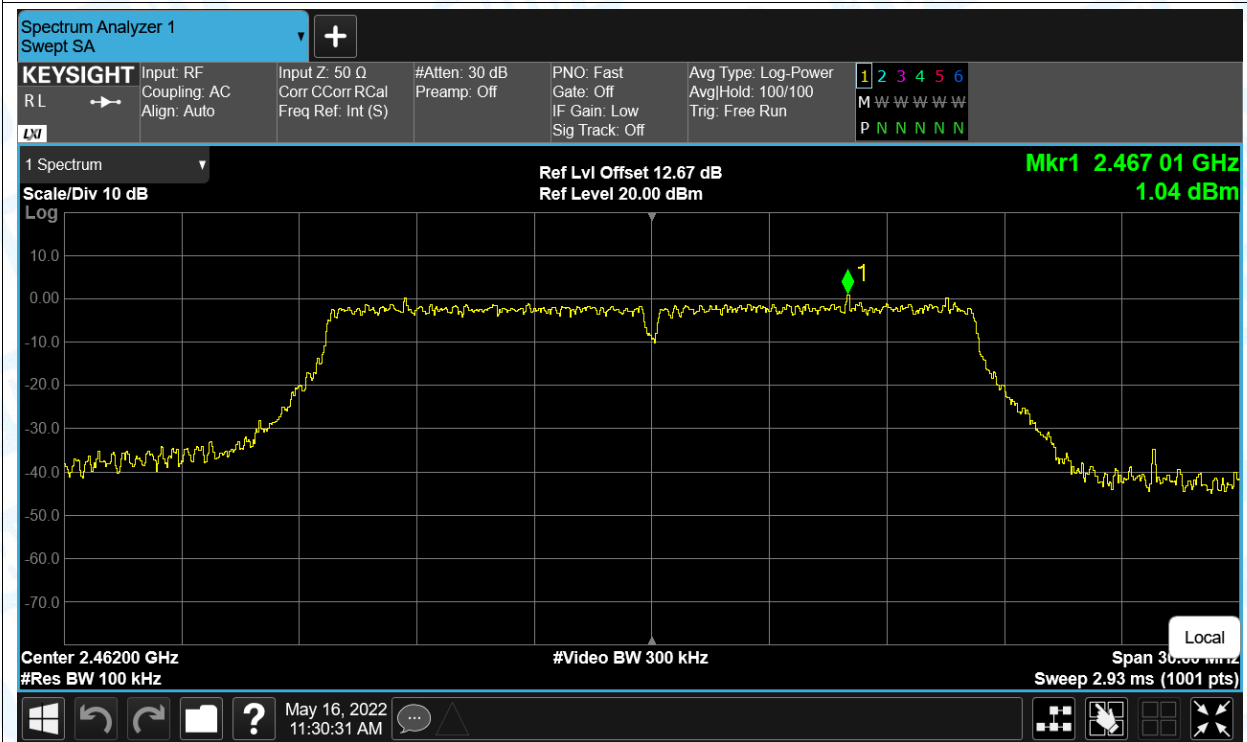 Spectrum Analyzer 1
Swept SA
KEYSIGHT
R L
LXI
Input: RF
Coupling: AC
Align: Auto
Input Z: 50 Ω
Corr CCorr RCal
Freq Ref: Int (S)
#Atten: 30 dB
Preamp: Off
PNO: Fast
Gate: Off
IF Gain: Low
Sig Track: Off
Avg Type: Log-Power
Avg|Hold: 100/100
Trig: Free Run
1 2 3 4 5 6
M W W W W W
P N N N N N
1 Spectrum
Scale/Div 10 dB
Log
Ref Lvl Offset 12.67 dB
Ref Level 20.00 dBm
Mkr1 2.467 01 GHz
1.04 dBm
10.0
0.00
-10.0
-20.0
-30.0
-40.0
-50.0
-60.0
-70.0
1
Local
Center 2.46200 GHz
#Res BW 100 kHz
#Video BW 300 kHz
Span 30.00 MHz
Sweep 2.93 ms (1001 pts)
?
May 16, 2022
11:30:31 AM